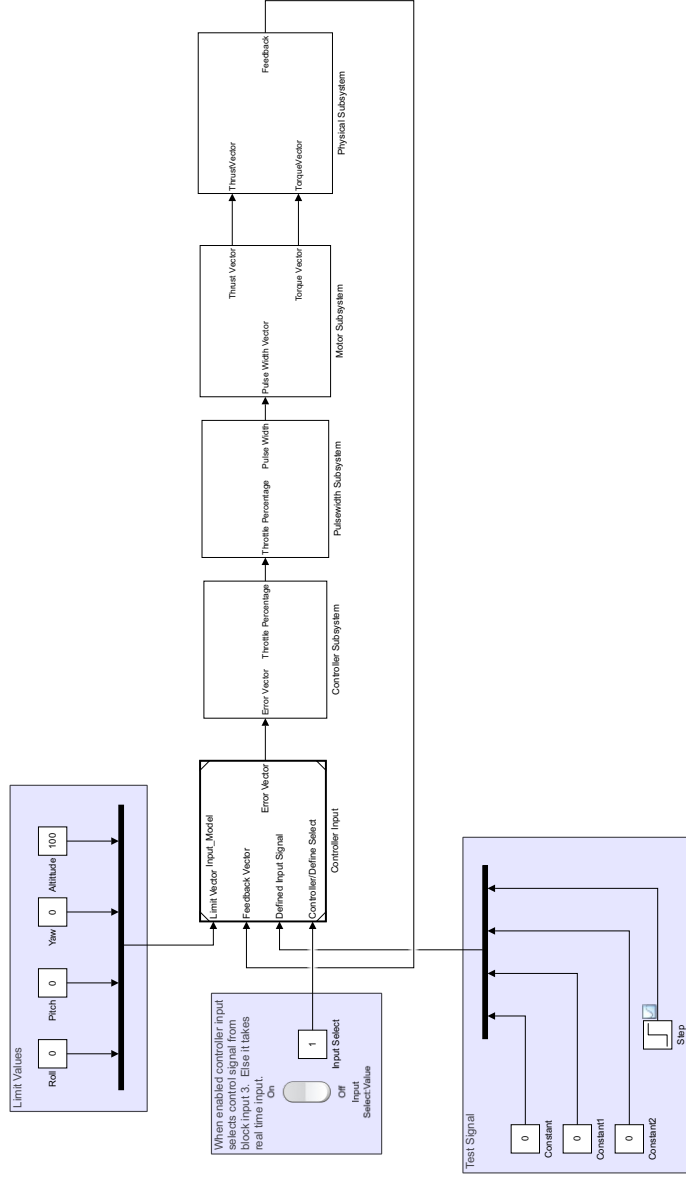 Limit Values
Roll
0
Pitch
0
Yaw
0
Altitude
100
When enabled controller input
selects control signal from
block input 3. Else it takes
real time input.
On
Off
Input
Select:Value
1
Input Select
Limit Vector
Input_Model
Feedback Vector
Defined Input Signal
Controller/Define Select
Error Vector
Controller Input
Error Vector
Throttle Percentage
Controller Subsystem
Throttle Percentage
Pulse Width
Pulsewidth Subsystem
Pulse Width Vector
Thrust Vector
Torque Vector
Motor Subsystem
ThrustVector
TorqueVector
Feedback
Physical Subsystem
Test Signal
0
Constant
0
Constant1
0
Constant2
Step